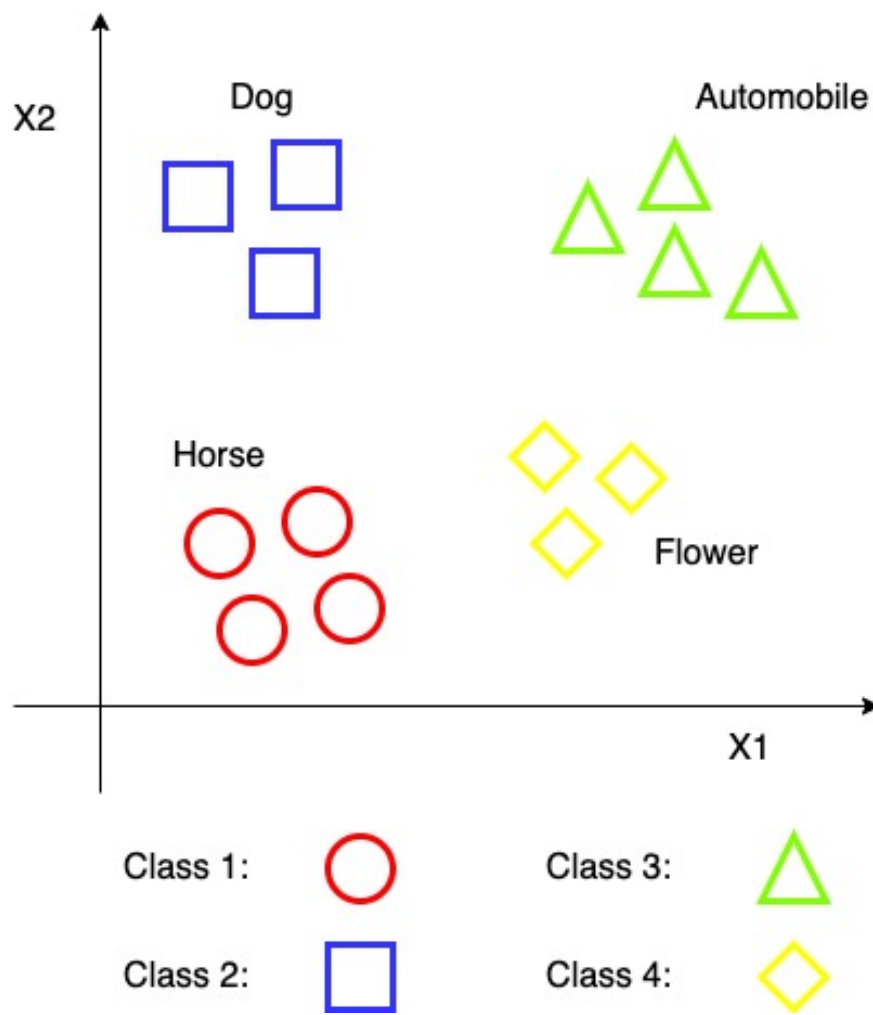 Dog
Automobile
X2
Horse
Flower
X1
Class 1:
Class 3:
Class 2:
Class 4: